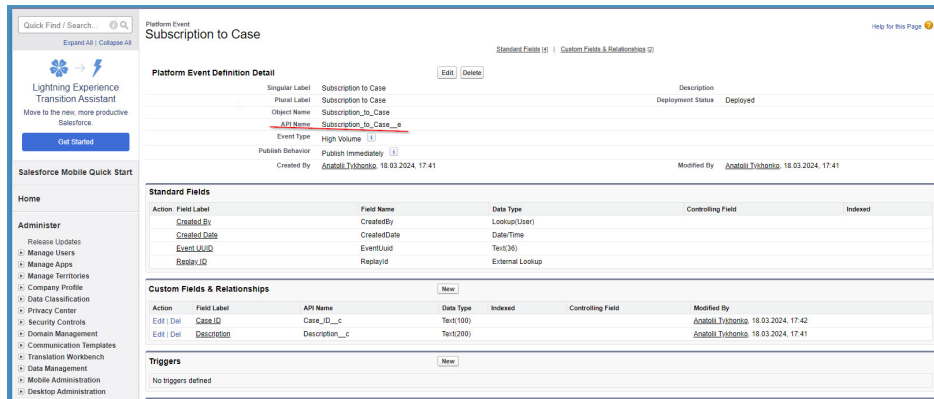 Quick Find / Search...
Expand All | Collapse All
Lightning Experience
Transition Assistant
Move to the new, more productive
Salesforce.
Get Started
Salesforce Mobile Quick Start
Home
Administer
Release Updates
Manage Users
Manage Apps
Manage Territories
Company Profile
Data Classification
Privacy Center
Security Controls
Domain Management
Communication Templates
Translation Workbench
Data Management
Mobile Administration
Desktop Administration
Platform Event
Subscription to Case
Help for this Page
Standard Fields [4] | Custom Fields & Relationships [2]
Platform Event Definition Detail Edit Delete
Singular Label Subscription to Case Description
Plural Label Subscription to Case Deployment Status Deployed
Object Name Subscription_to_Case
API Name Subscription_to_Case__e
Event Type High Volume
Publish Behavior Publish Immediately
Created By Anatolii Tykhonko, 18.03.2024, 17:41 Modified By Anatolii Tykhonko, 18.03.2024, 17:41
Standard Fields
Action Field Label Field Name Data Type Controlling Field Indexed
Created By CreatedBy Lookup(User)
Created Date CreatedDate Date/Time
Event UUID EventUuid Text(36)
Replay ID ReplayId External Lookup
Custom Fields & Relationships New
Action Field Label API Name Data Type Indexed Controlling Field Modified By
Edit | Del Case ID Case_ID__c Text(100) Anatolii Tykhonko, 18.03.2024, 17:42
Edit | Del Description Description__c Text(200) Anatolii Tykhonko, 18.03.2024, 17:41
Triggers New
No triggers defined